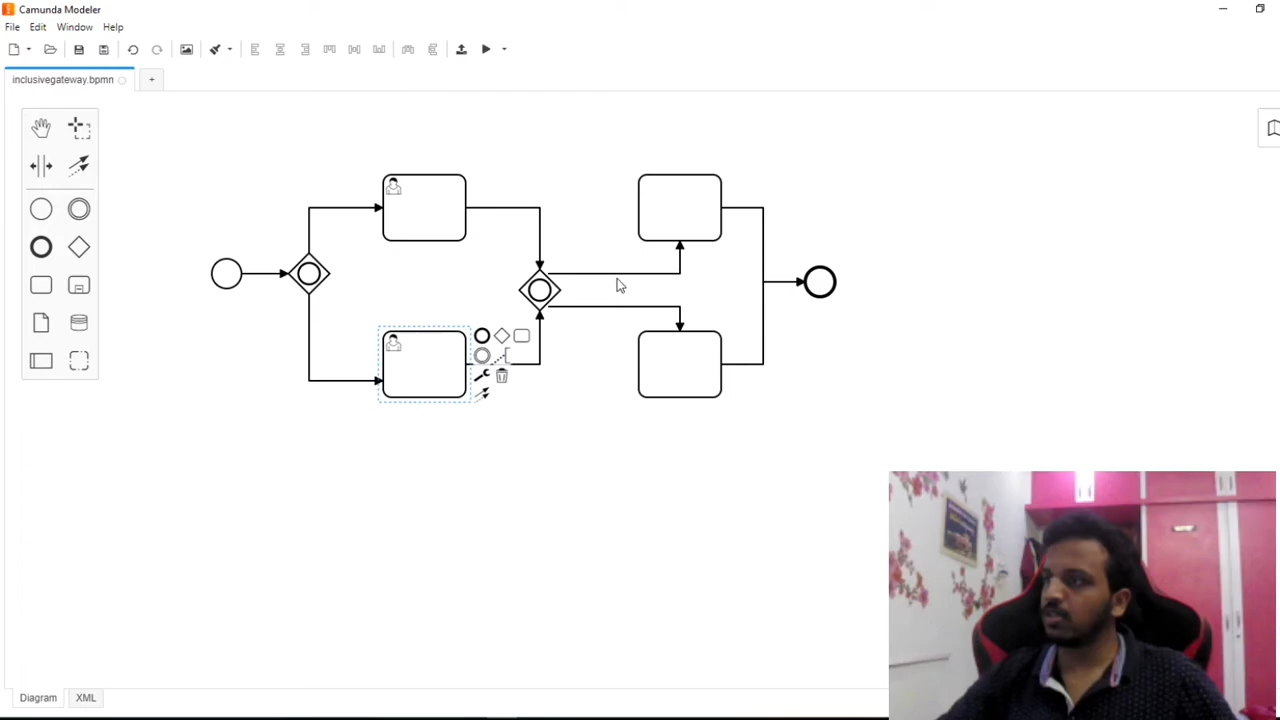 Camunda Modeler
File Edit Window Help
inclusivegateway.bpmn
+
Diagram XML